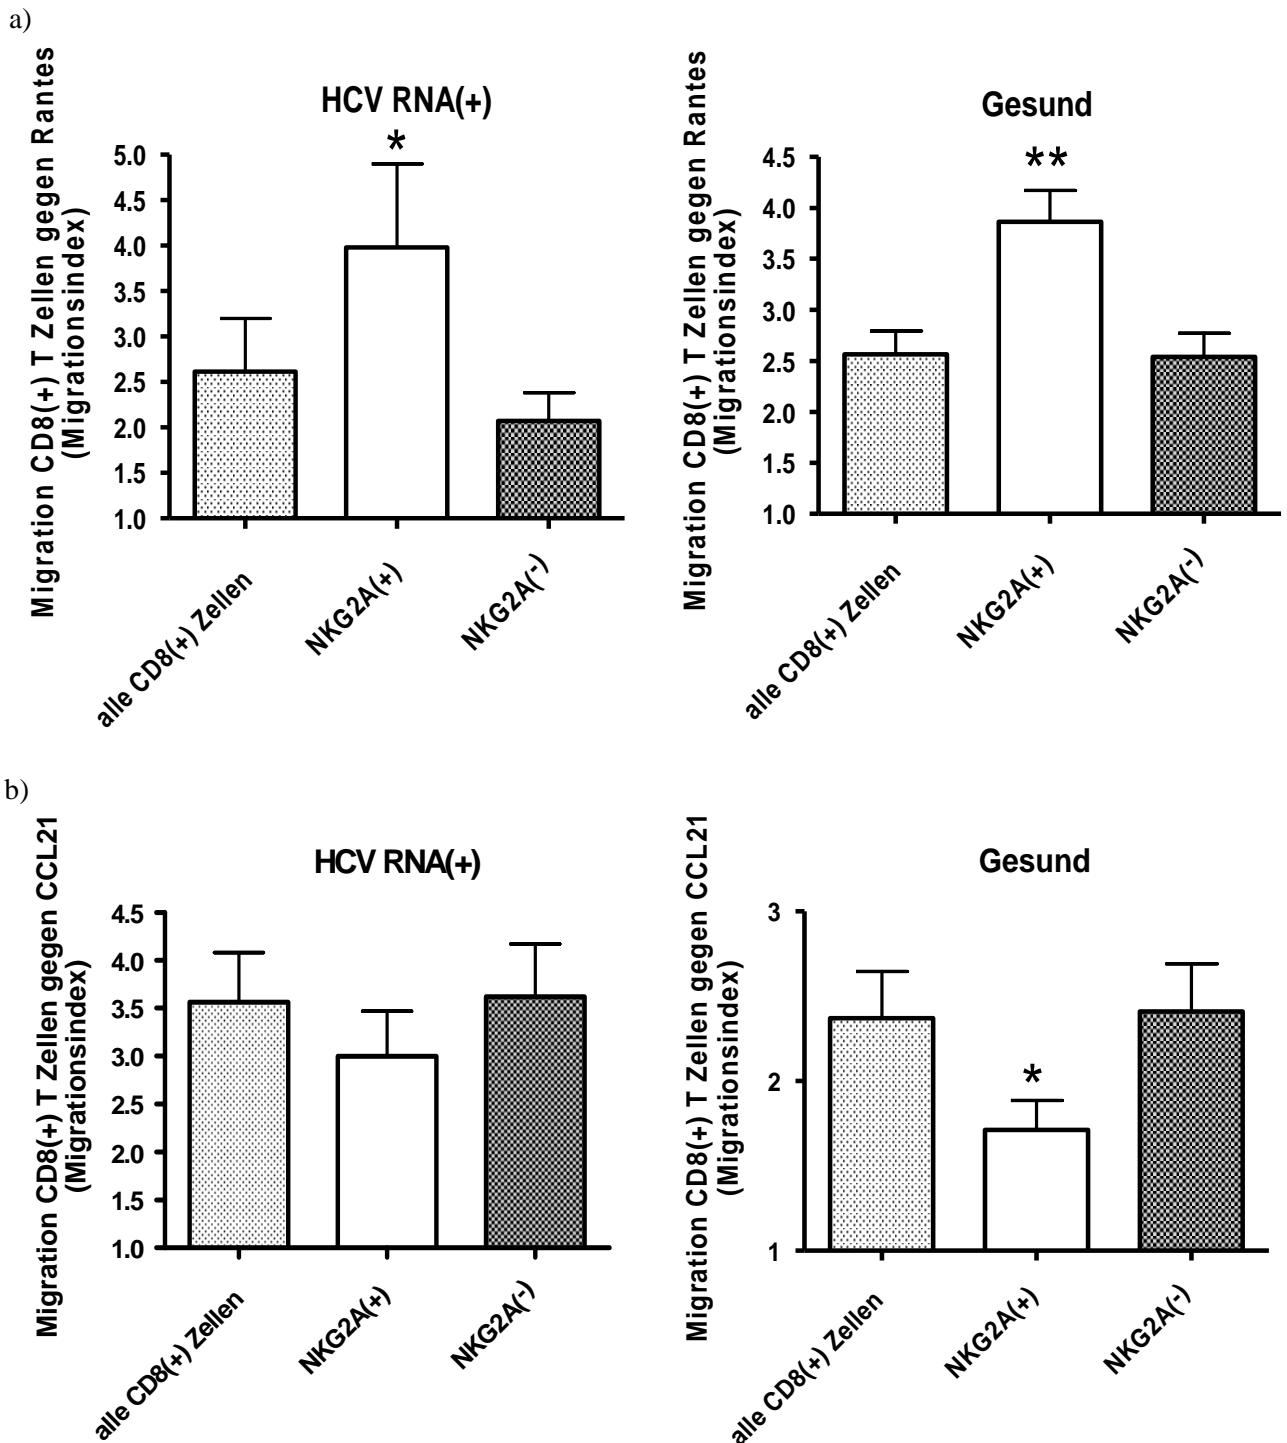 a)
Migration CD8(+) T Zellen gegen Rantes
(Migrationsindex)
HCV RNA(+)
*
5.0
4.5
4.0
3.5
3.0
2.5
2.0
1.5
1.0
alle CD8(+) Zellen
NKG2A(+)
NKG2A(-)
Migration CD8(+) T Zellen gegen Rantes
(Migrationsindex)
Gesund
**
4.5
4.0
3.5
3.0
2.5
2.0
1.5
1.0
alle CD8(+) Zellen
NKG2A(+)
NKG2A(-)
b)
Migration CD8(+) T Zellen gegen CCL21
(Migrationsindex)
HCV RNA(+)
4.5
4.0
3.5
3.0
2.5
2.0
1.5
1.0
alle CD8(+) Zellen
NKG2A(+)
NKG2A(-)
Migration CD8(+) T Zellen gegen CCL21
(Migrationsindex)
Gesund
3
2
1
*
alle CD8(+) Zellen
NKG2A(+)
NKG2A(-)